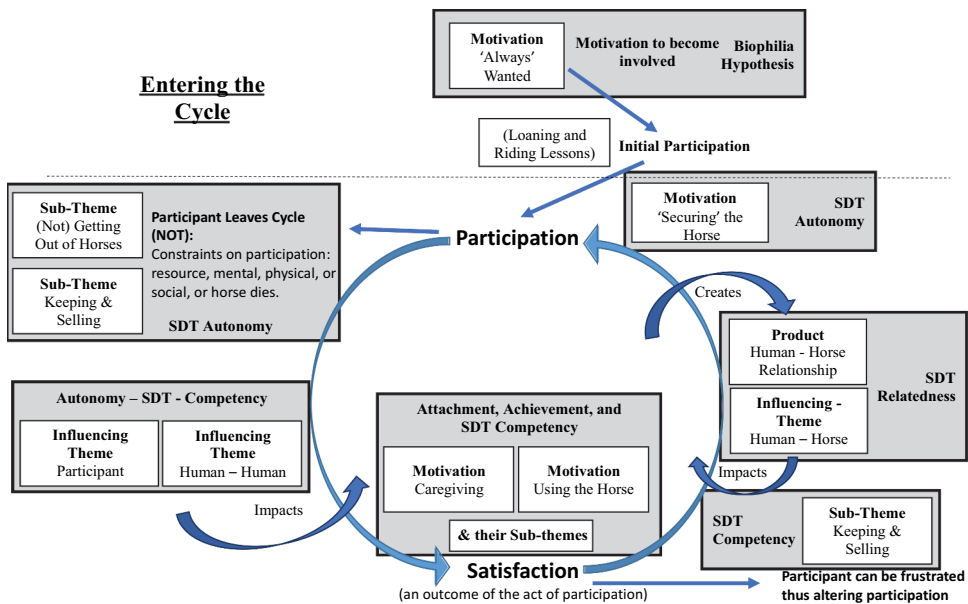 Entering the
Cycle
Motivation
‘Always’
Wanted
Motivation to become
involved
Biophilia
Hypothesis
(Loaning and
Riding Lessons)
Initial Participation
Sub-Theme
(Not) Getting
Out of Horses
Sub-Theme
Keeping &
Selling
Participant Leaves Cycle
(NOT):
Constraints on participation:
resource, mental, physical, or
social, or horse dies.
SDT Autonomy
Participation
Motivation
‘Securing’ the
Horse
SDT
Autonomy
Creates
Product
Human - Horse
Relationship
Influencing -
Theme
Human – Horse
SDT
Relatedness
Autonomy – SDT - Competency
Influencing
Theme
Participant
Influencing
Theme
Human – Human
Impacts
Attachment, Achievement, and
SDT Competency
Motivation
Caregiving
Motivation
Using the Horse
& their Sub-themes
Impacts
SDT
Competency
Sub-Theme
Keeping &
Selling
Satisfaction
(an outcome of the act of participation)
Participant can be frustrated
thus altering participation